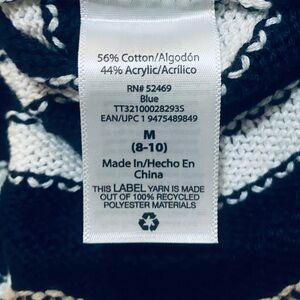 56% Cotton/Algodón
44% Acrylic/Acrílico
RN# 52469
Blue
TT32100028293S
EAN/UPC 1 9475489849
M
(8-10)
Made In/Hecho En
China
THIS LABEL YARN IS MADE
OUT OF 100% RECYCLED
POLYESTER MATERIALS